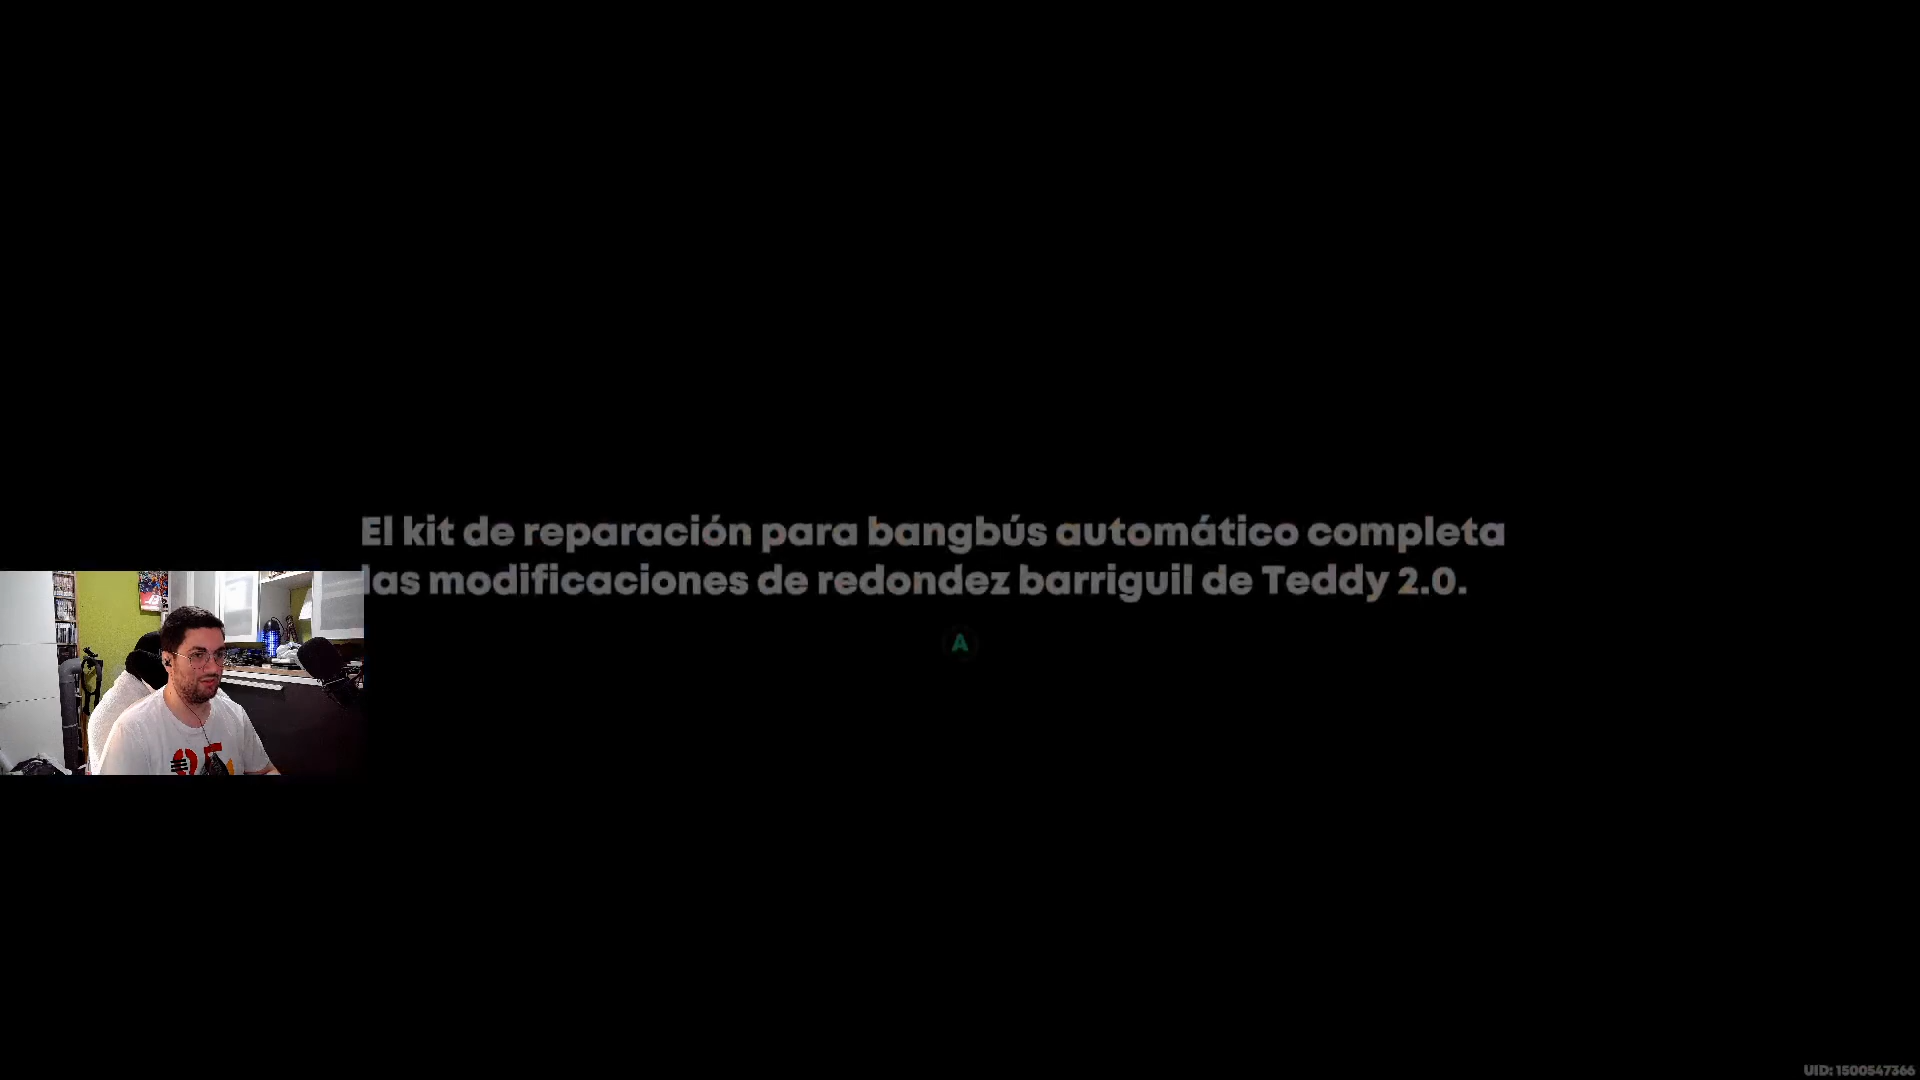 El kit de reparación para bangbús automático completa
las modificaciones de redondez barriguil de Teddy 2.0.
A
UID: 1500547366